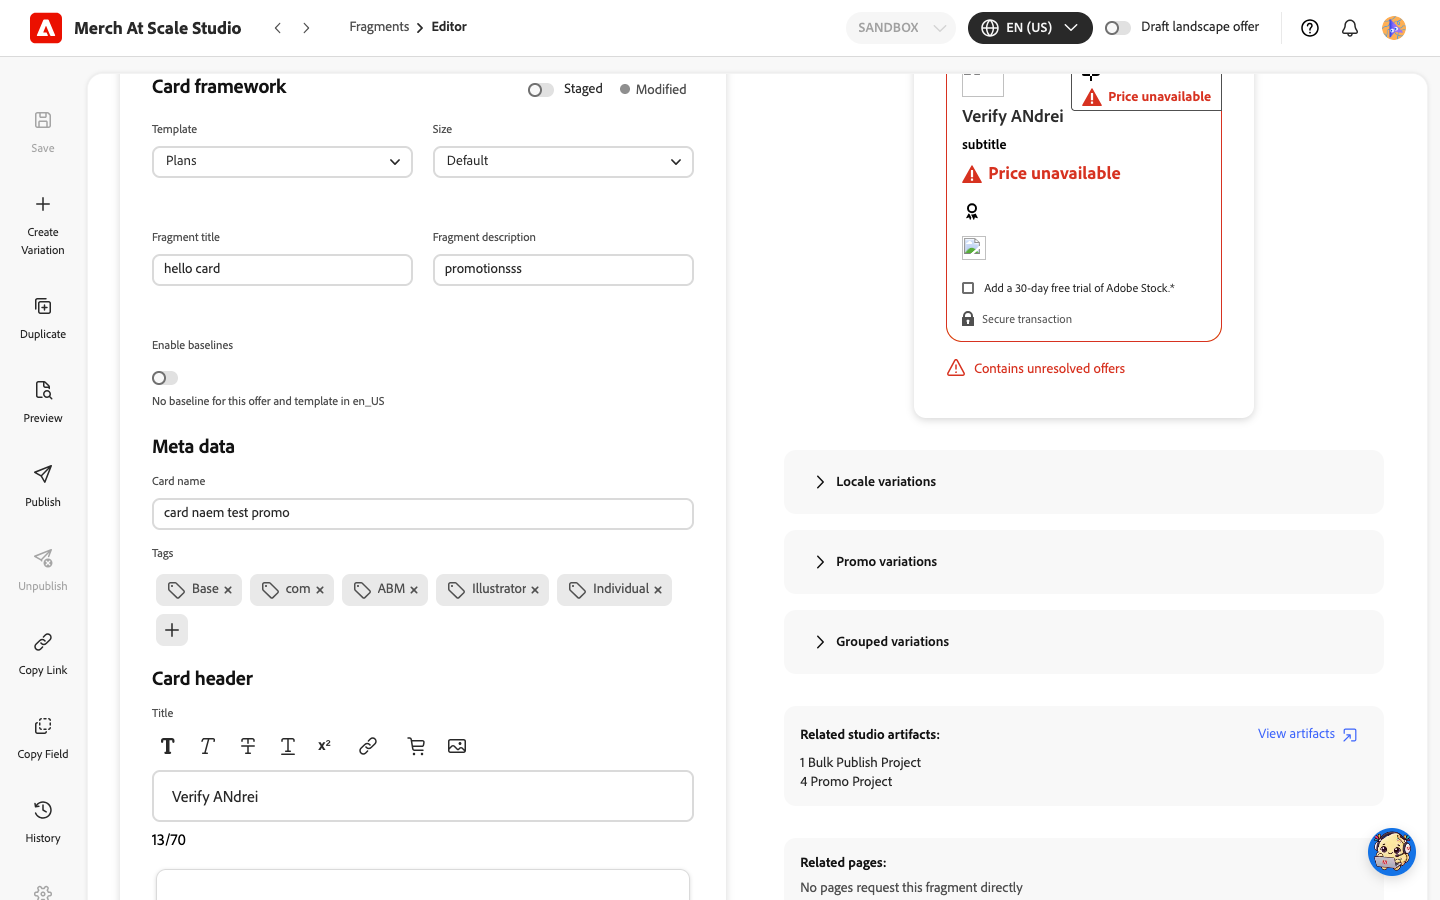 Merch At Scale Studio
Fragments
Editor
SANDBOX
EN (US)
Draft landscape offer
Save
Create
Variation
Duplicate
Preview
Publish
Unpublish
Copy Link
Copy Field
History
Card framework
Staged
Modified
Template
Size
Plans
Default
Fragment title
Fragment description
hello card
promotionsss
Enable baselines
No baseline for this offer and template in en_US
Meta data
Card name
card naem test promo
Tags
Base
com
ABM
Illustrator
Individual
Card header
Title
T T T T x²
Verify ANdrei
13/70
Price unavailable
Verify ANdrei
subtitle
Price unavailable
Add a 30-day free trial of Adobe Stock.*
Secure transaction
Contains unresolved offers
Locale variations
Promo variations
Grouped variations
Related studio artifacts:
View artifacts
1 Bulk Publish Project
4 Promo Project
Related pages:
No pages request this fragment directly